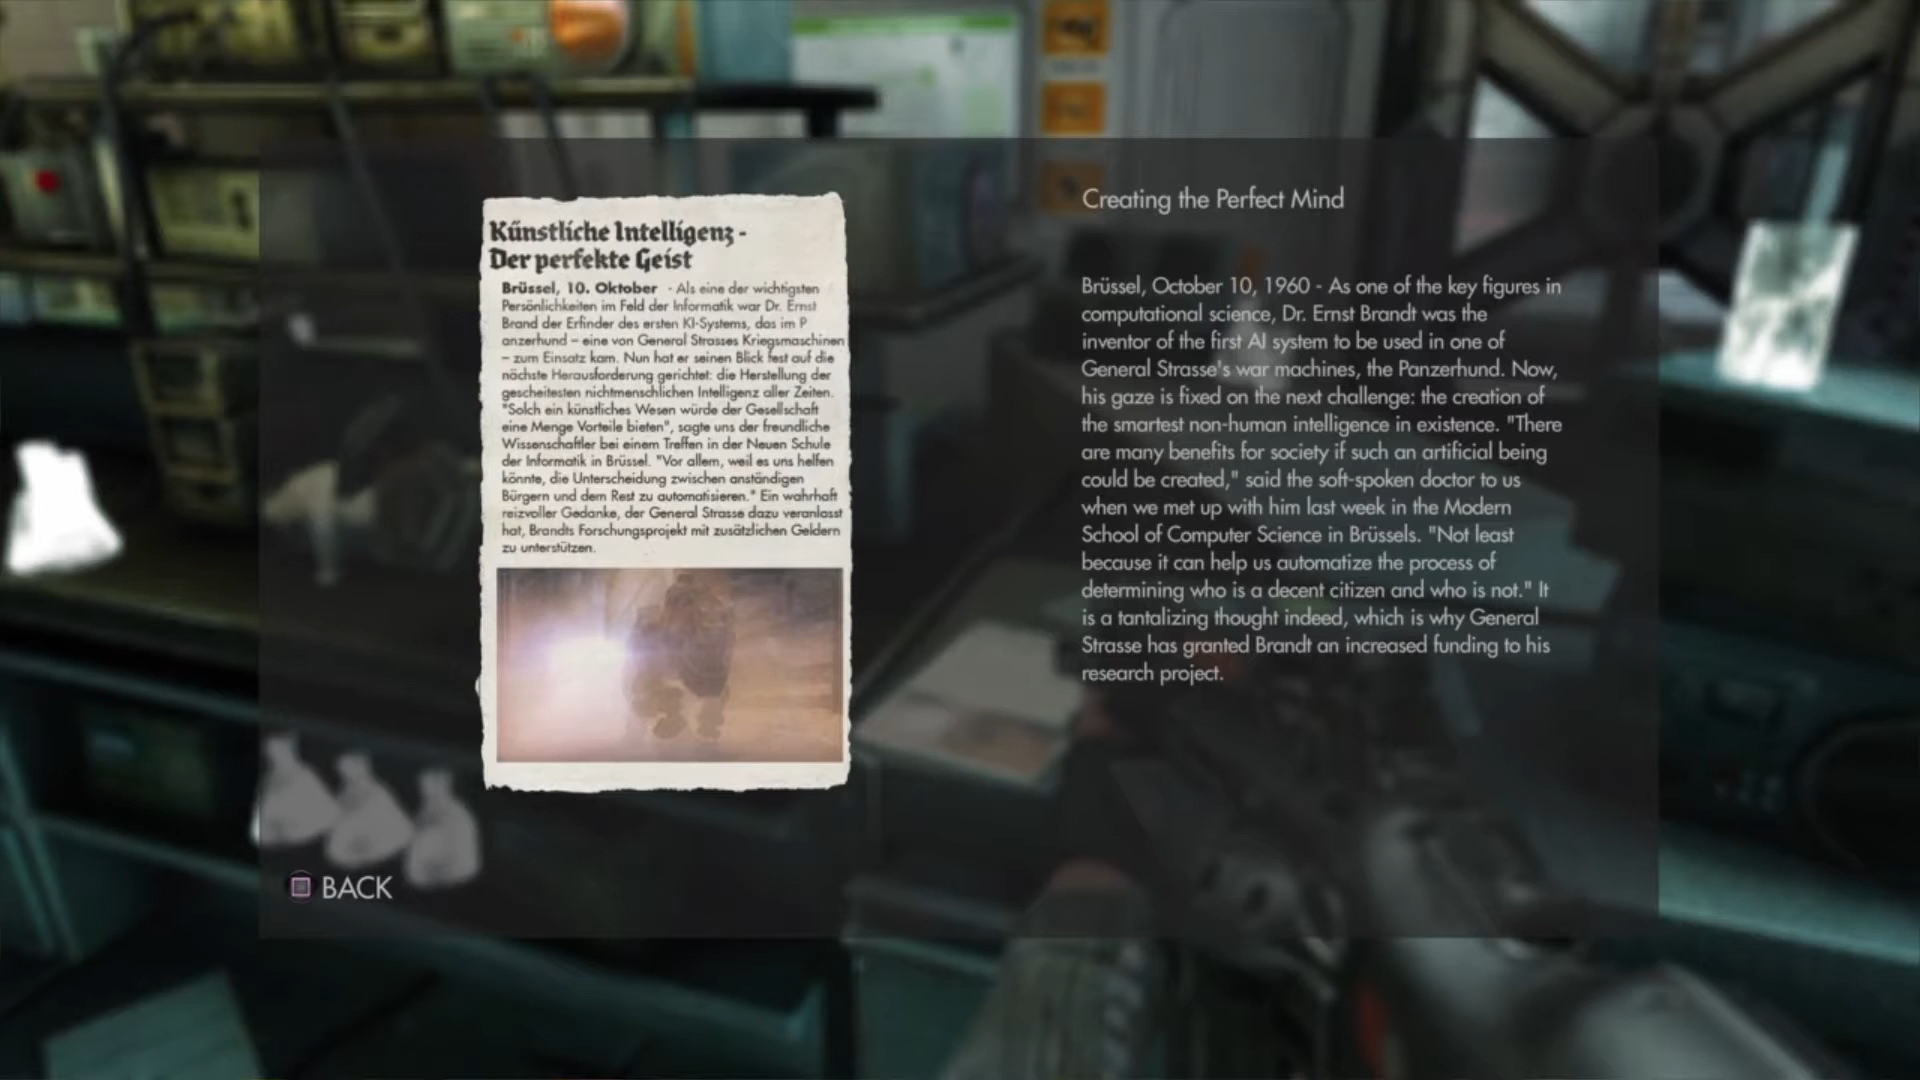 Künstliche Intelligenz -
Der perfekte Geist
Brüssel, 10. Oktober - Als eine der wichtigsten
Persönlichkeiten im Feld der Informatik war Dr. Ernst
Brand der Erfinder des ersten KI-Systems, das im P
anzerhund – eine von General Strasses Kriegsmaschinen
– zum Einsatz kam. Nun hat er seinen Blick fest auf die
nächste Herausforderung gerichtet: die Herstellung der
gescheitesten nichtmenschlichen Intelligenz aller Zeiten.
"Solch ein künstliches Wesen würde der Gesellschaft
eine Menge Vorteile bieten", sagte uns der freundliche
Wissenschaftler bei einem Treffen in der Neuen Schule
der Informatik in Brüssel. "Vor allem, weil es uns helfen
könnte, die Unterscheidung zwischen anständigen
Bürgern und dem Rest zu automatisieren." Ein wahrhaft
reizvoller Gedanke, der General Strasse dazu veranlasst
hat, Brandts Forschungsprojekt mit zusätzlichen Geldern
zu unterstützen.
Creating the Perfect Mind
Brüssel, October 10, 1960 - As one of the key figures in
computational science, Dr. Ernst Brandt was the
inventor of the first AI system to be used in one of
General Strasse's war machines, the Panzerhund. Now,
his gaze is fixed on the next challenge: the creation of
the smartest non-human intelligence in existence. "There
are many benefits for society if such an artificial being
could be created," said the soft-spoken doctor to us
when we met up with him last week in the Modern
School of Computer Science in Brüssels. "Not least
because it can help us automatize the process of
determining who is a decent citizen and who is not." It
is a tantalizing thought indeed, which is why General
Strasse has granted Brandt an increased funding to his
research project.
BACK